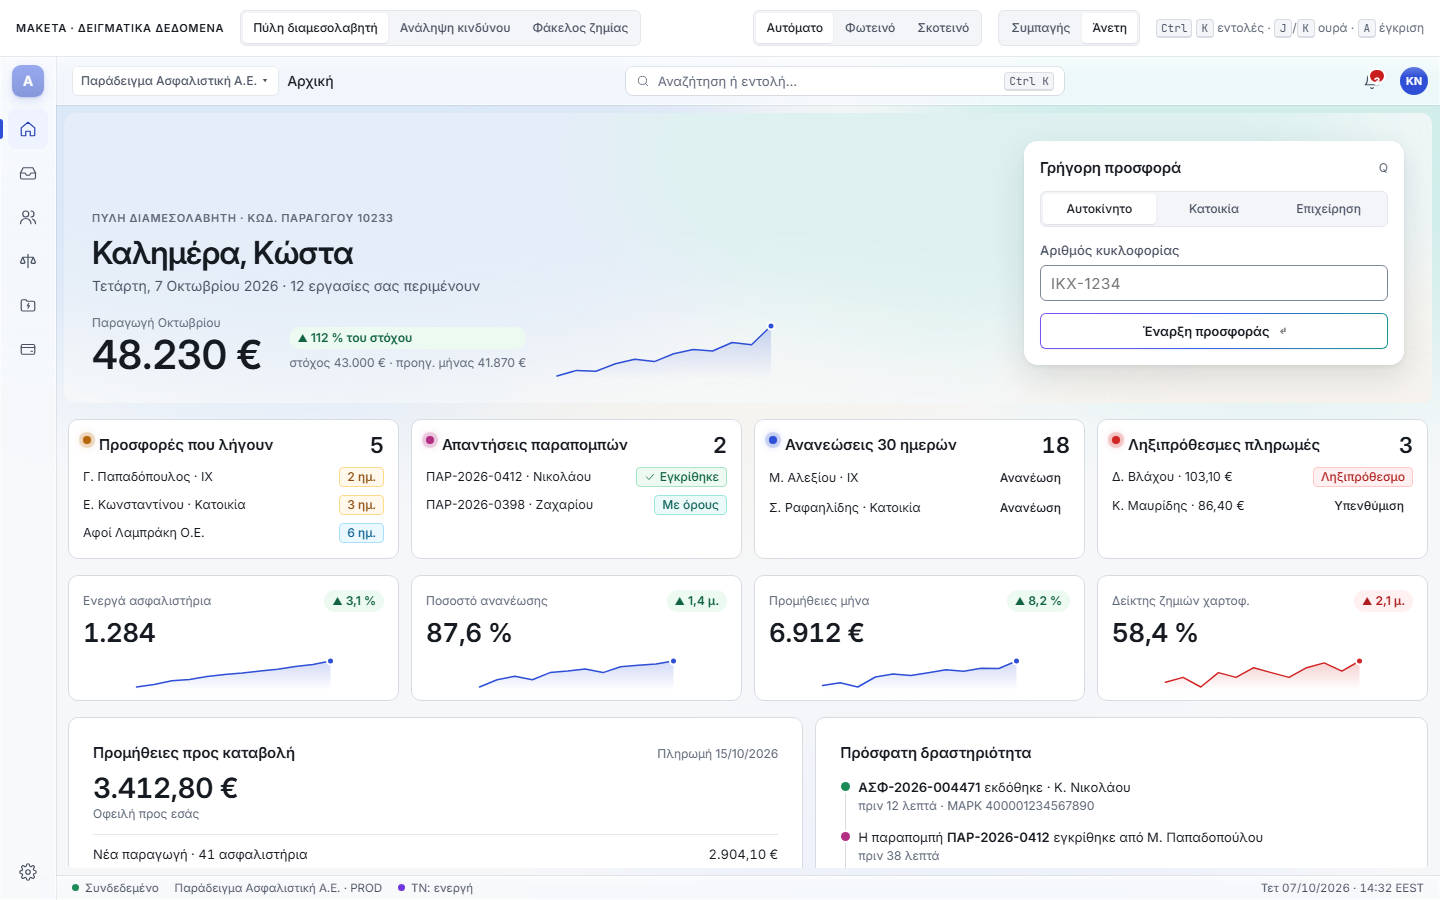 ΜΑΚΕΤΑ · ΔΕΙΓΜΑΤΙΚΑ ΔΕΔΟΜΕΝΑ
Πύλη διαμεσολαβητή
Ανάληψη κινδύνου
Φάκελος ζημίας
Αυτόματο
Φωτεινό
Σκοτεινό
Συμπαγής
Άνετη
Ctrl K εντολές · J/K ουρά · A έγκριση
A
Παράδειγμα Ασφαλιστική Α.Ε.
Αρχική
Αναζήτηση ή εντολή...
Ctrl K
KN
ΠΥΛΗ ΔΙΑΜΕΣΟΛΑΒΗΤΗ · ΚΩΔ. ΠΑΡΑΓΩΓΟΥ 10233
Καλημέρα, Κώστα
Τετάρτη, 7 Οκτωβρίου 2026 · 12 εργασίες σας περιμένουν
Παραγωγή Οκτωβρίου
48.230 €
▲ 112 % του στόχου
στόχος 43.000 € · προηγ. μήνας 41.870 €
Γρήγορη προσφορά
Q
Αυτοκίνητο
Κατοικία
Επιχείρηση
Αριθμός κυκλοφορίας
ΙΚΧ-1234
Έναρξη προσφοράς ↵
Προσφορές που λήγουν 5
Γ. Παπαδόπουλος · ΙΧ 2 ημ.
Ε. Κωνσταντίνου · Κατοικία 3 ημ.
Αφοί Λαμπράκη Ο.Ε. 6 ημ.
Απαντήσεις παραπομπών 2
ΠΑΡ-2026-0412 · Νικολάου ✓ Εγκρίθηκε
ΠΑΡ-2026-0398 · Ζαχαρίου Με όρους
Ανανεώσεις 30 ημερών 18
Μ. Αλεξίου · ΙΧ Ανανέωση
Σ. Ραφαηλίδης · Κατοικία Ανανέωση
Ληξιπρόθεσμες πληρωμές 3
Δ. Βλάχου · 103,10 € Ληξιπρόθεσμο
Κ. Μαυρίδης · 86,40 € Υπενθύμιση
Ενεργά ασφαλιστήρια ▲ 3,1 %
1.284
Ποσοστό ανανέωσης ▲ 1,4 μ.
87,6 %
Προμήθειες μήνα ▲ 8,2 %
6.912 €
Δείκτης ζημιών χαρτοφ. ▲ 2,1 μ.
58,4 %
Προμήθειες προς καταβολή
Πληρωμή 15/10/2026
3.412,80 €
Οφειλή προς εσάς
Νέα παραγωγή · 41 ασφαλιστήρια 2.904,10 €
Πρόσφατη δραστηριότητα
ΑΣΦ-2026-004471 εκδόθηκε · Κ. Νικολάου
πριν 12 λεπτά · ΜΑΡΚ 400001234567890
Η παραπομπή ΠΑΡ-2026-0412 εγκρίθηκε από Μ. Παπαδοπούλου
πριν 38 λεπτά
Συνδεδεμένο
Παράδειγμα Ασφαλιστική Α.Ε. · PROD
ΤΝ: ενεργή
Τετ 07/10/2026 · 14:32 EEST